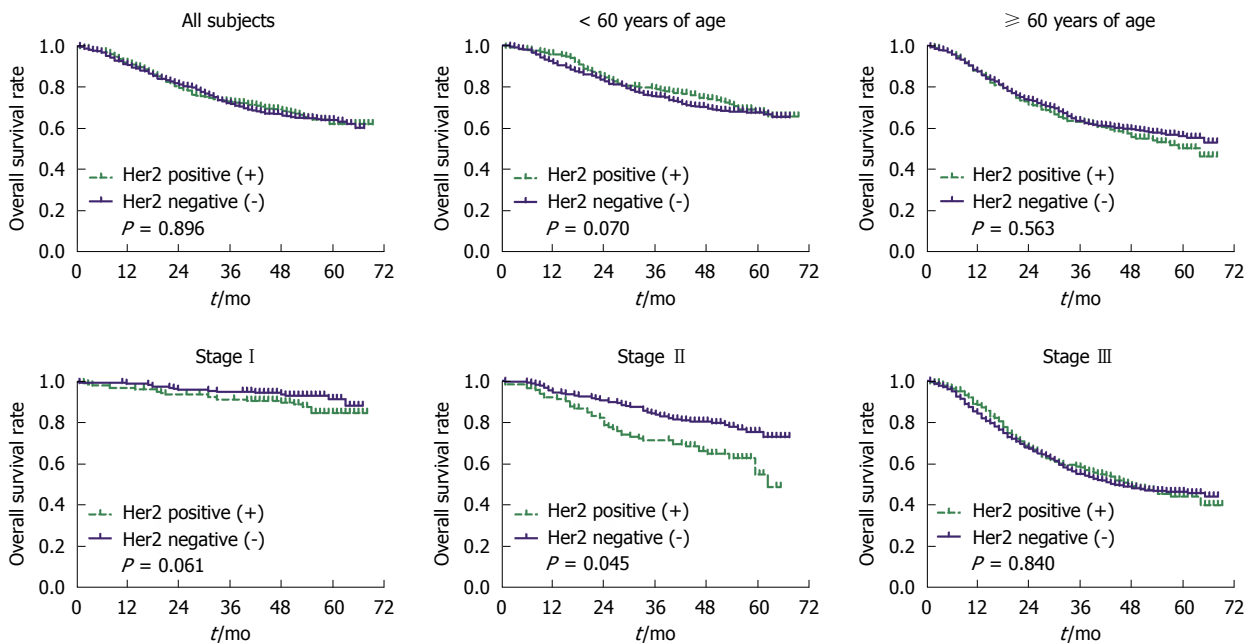 All subjects
1.0
0.8
0.6
0.4
0.2
0.0
Overall survival rate
Her2 positive (+)
Her2 negative (-)
P = 0.896
0 12 24 36 48 60 72
t/mo
< 60 years of age
1.0
0.8
0.6
0.4
0.2
0.0
Overall survival rate
Her2 positive (+)
Her2 negative (-)
P = 0.070
0 12 24 36 48 60 72
t/mo
≥ 60 years of age
1.0
0.8
0.6
0.4
0.2
0.0
Overall survival rate
Her2 positive (+)
Her2 negative (-)
P = 0.563
0 12 24 36 48 60 72
t/mo
Stage Ⅰ
1.0
0.8
0.6
0.4
0.2
0.0
Overall survival rate
Her2 positive (+)
Her2 negative (-)
P = 0.061
0 12 24 36 48 60 72
t/mo
Stage Ⅱ
1.0
0.8
0.6
0.4
0.2
0.0
Overall survival rate
Her2 positive (+)
Her2 negative (-)
P = 0.045
0 12 24 36 48 60 72
t/mo
Stage Ⅲ
1.0
0.8
0.6
0.4
0.2
0.0
Overall survival rate
Her2 positive (+)
Her2 negative (-)
P = 0.840
0 12 24 36 48 60 72
t/mo